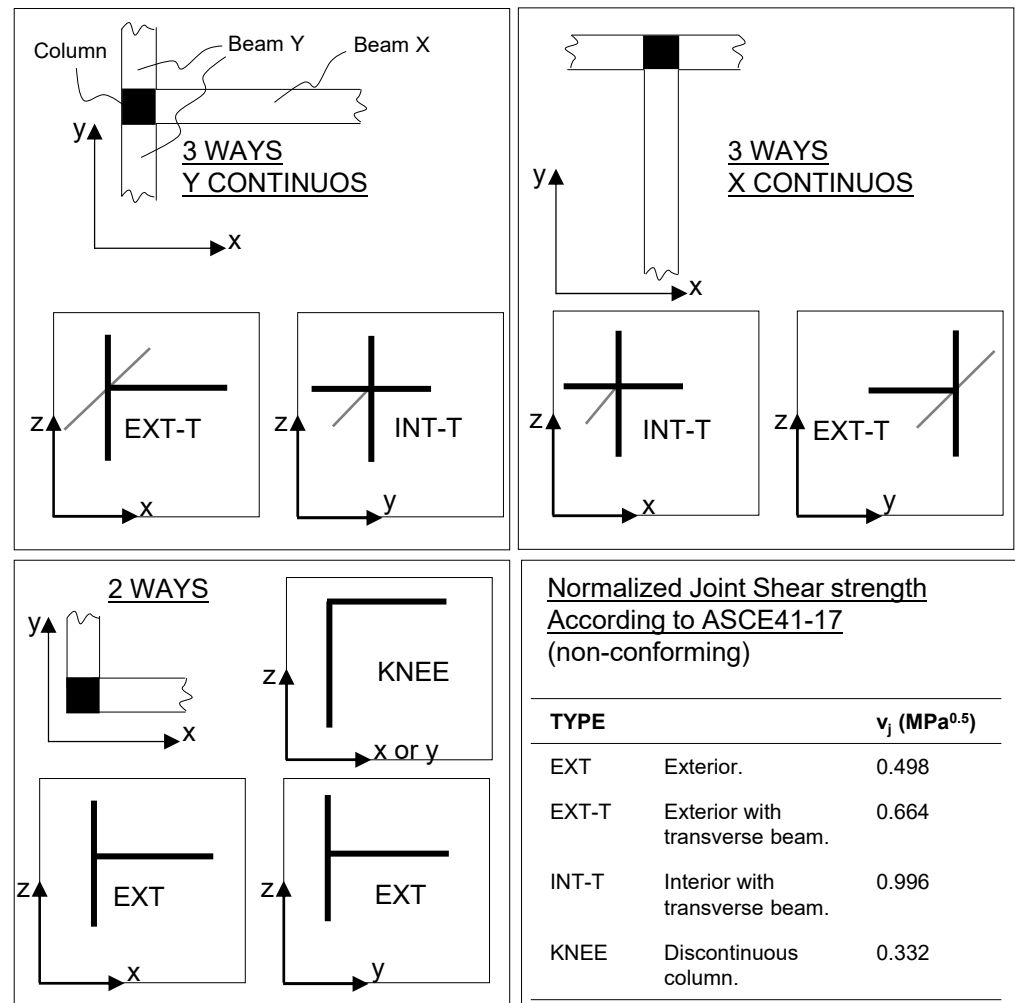 Column
Beam Y
Beam X
y
3 WAYS
Y CONTINUOS
x
z
EXT-T
x
z
INT-T
y
3 WAYS
X CONTINUOS
y
x
z
INT-T
x
z
EXT-T
y
2 WAYS
y
x
KNEE
z
x or y
z
EXT
x
z
EXT
y
Normalized Joint Shear strength
According to ASCE41-17
(non-conforming)
TYPE vj (MPa0.5)
EXT Exterior. 0.498
EXT-T Exterior with 0.664
transverse beam.
INT-T Interior with 0.996
transverse beam.
KNEE Discontinuous 0.332
column.